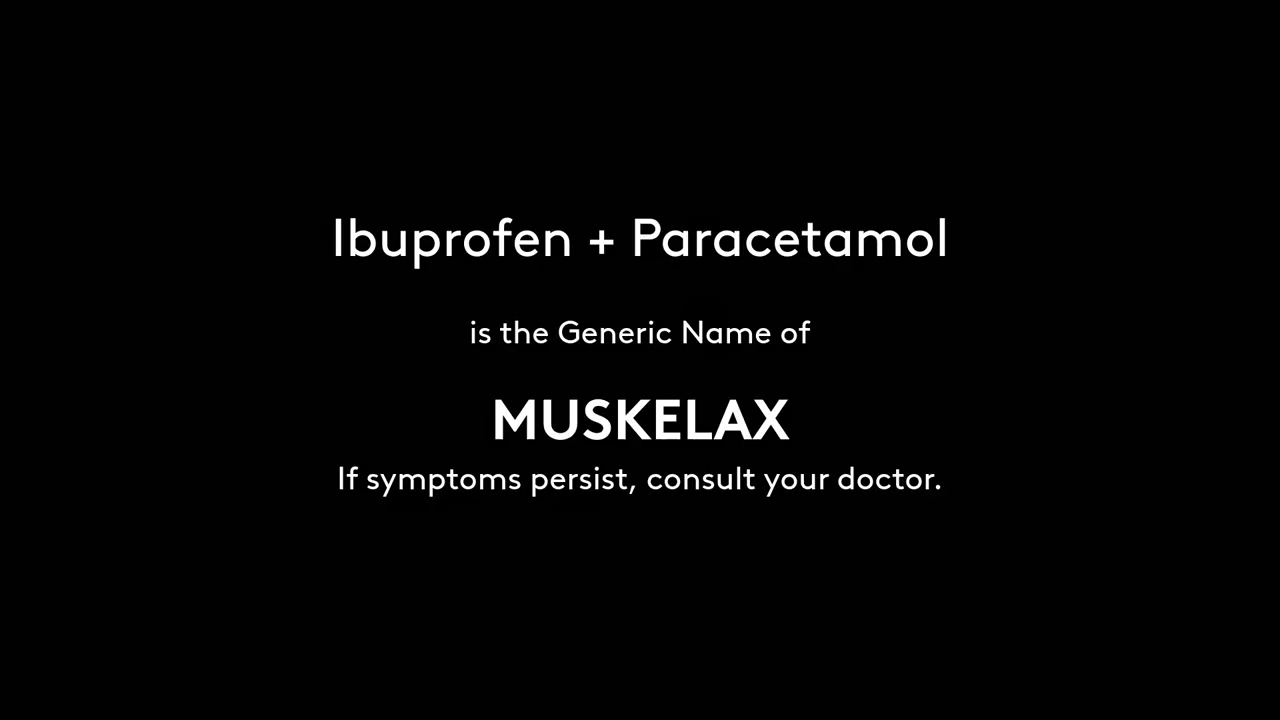 Ibuprofen + Paracetamol
is the Generic Name of
MUSKELAX
If symptoms persist, consult your doctor.